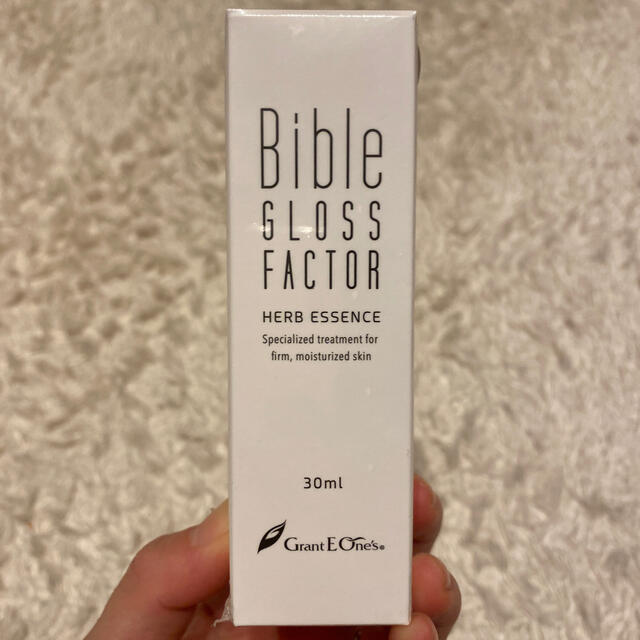 Bible
GLOSS
FACTOR
HERB ESSENCE
Specialized treatment for
firm, moisturized skin
30ml
Grant E One's®